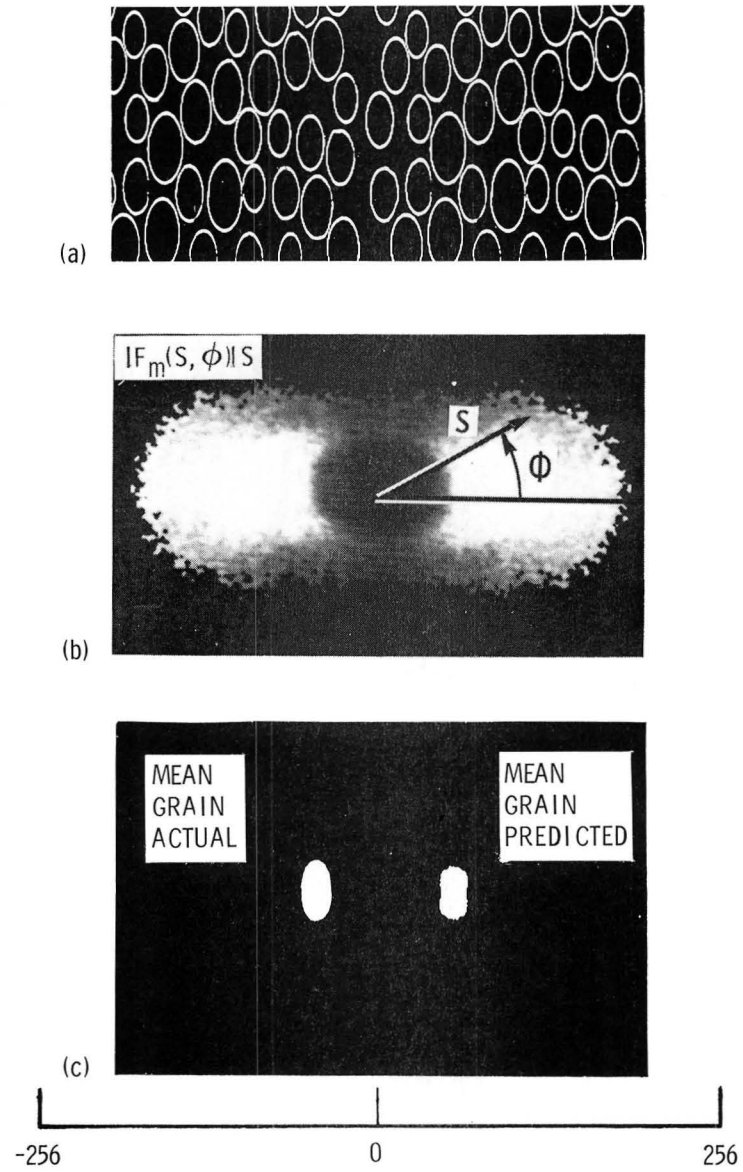 (a)
|F_m(S, φ)| S
S
Φ
(b)
MEAN
GRAIN
ACTUAL
MEAN
GRAIN
PREDICTED
(c)
-256 0 256